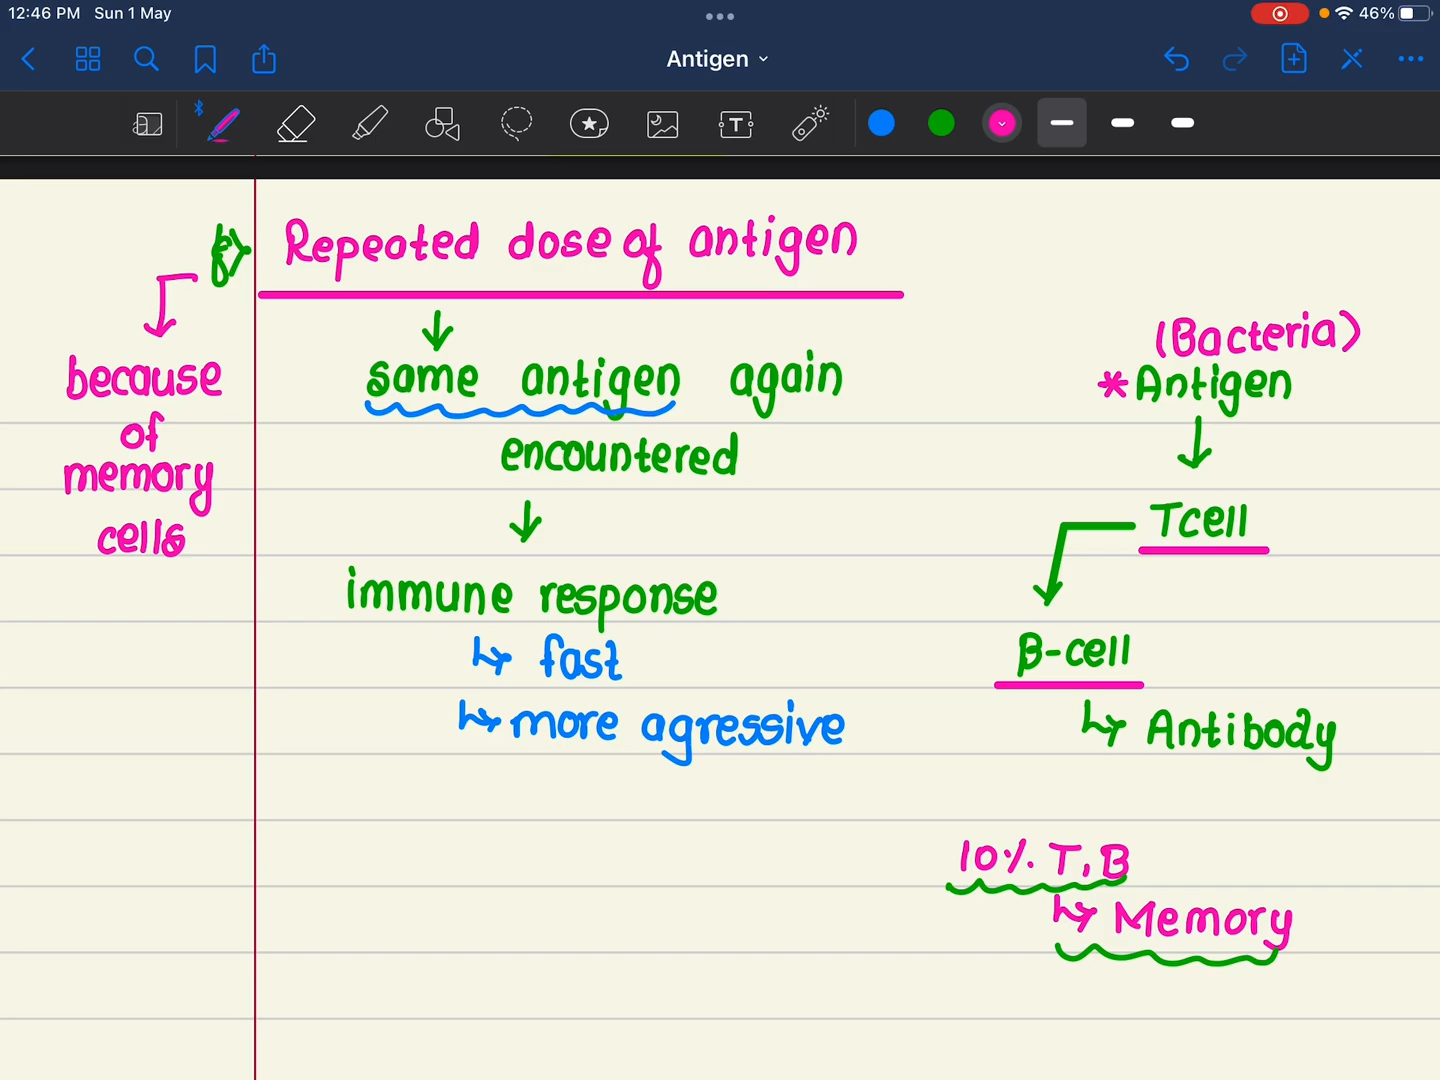 12:46 PM Sun 1 May
46%
Antigen
T
f> Repeated dose of antigen
because
of
memory
cells
same antigen again
encountered
immune response
fast
more agressive
(Bacteria)
*Antigen
Tcell
B-cell
Antibody
10% T, B
Memory